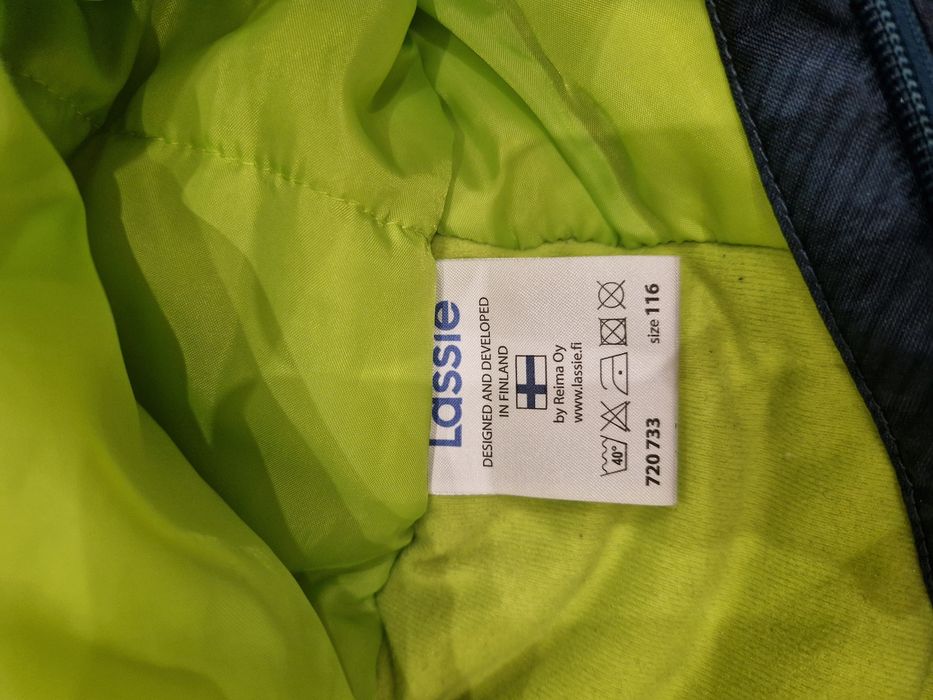 Lassie
DESIGNED AND DEVELOPED
IN FINLAND
by Reima Oy
www.lassie.fi
40°
720 733 size 116